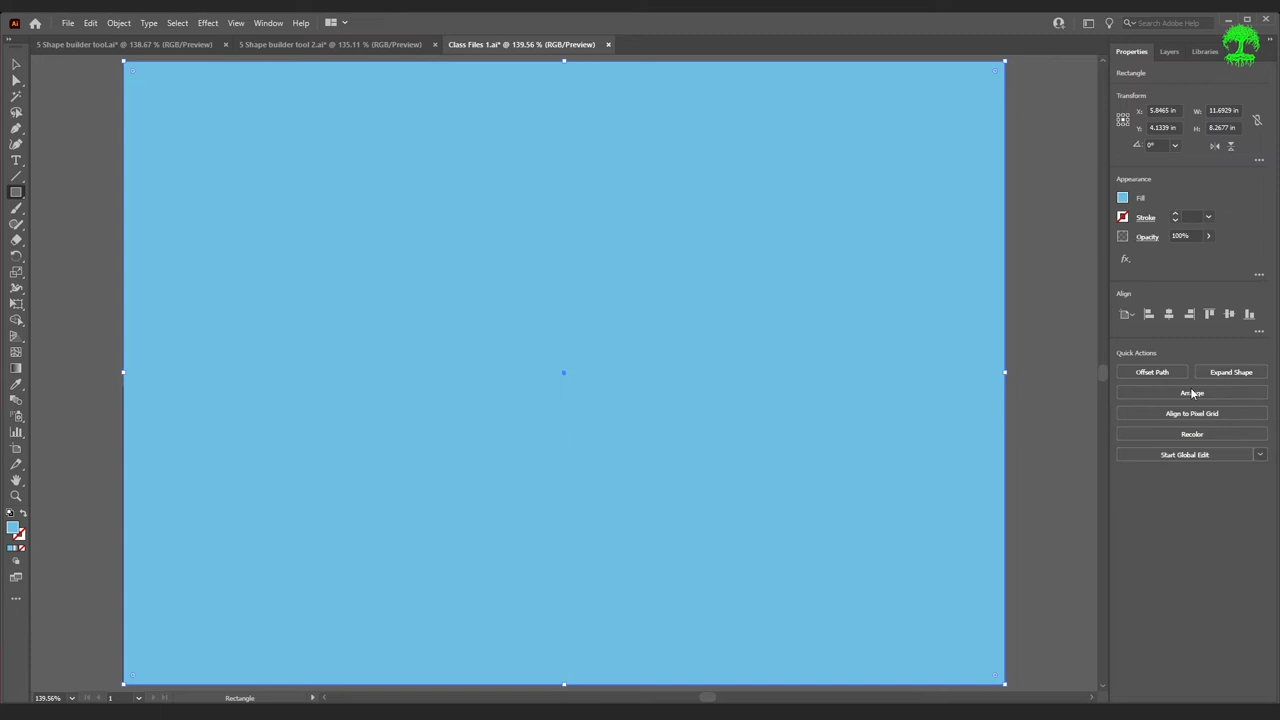 Ai File Edit Object Type Select Effect View Window Help Search Adobe Help
5 Shape builder tool.ai* @ 138.67 % (RGB/Preview) × 5 Shape builder tool 2.ai* @ 135.11 % (RGB/Preview) × Class Files 1.ai* @ 139.56 % (RGB/Preview) ×
Properties Layers Libraries
Rectangle
Transform
X: 5.8465 in W: 11.6929 in
Y: 4.1339 in H: 8.2677 in
0°
Appearance
Fill
Stroke
Opacity 100%
fx.
Align
Quick Actions
Offset Path Expand Shape
Arrange
Align to Pixel Grid
Recolor
Start Global Edit
139.56% 1 Rectangle